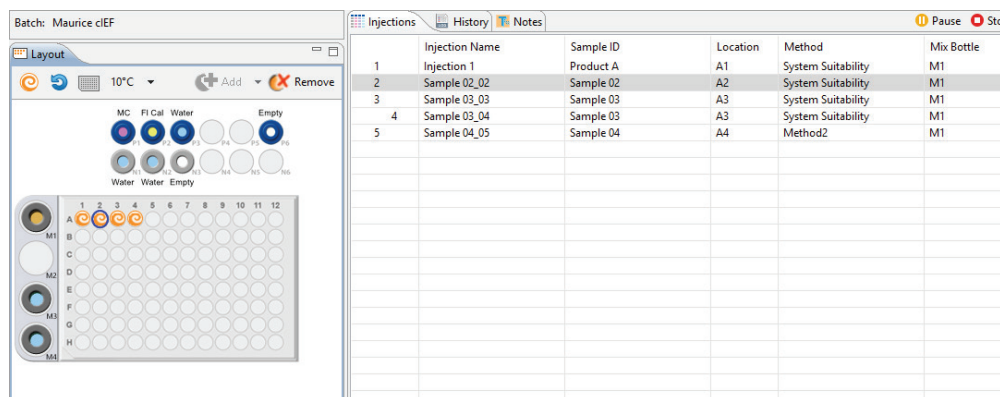 Batch: Maurice cIEF
Injections History Notes Pause Sto
Layout
10°C Add Remove
MC Fl Cal Water Empty
P1 P2 P3 P4 P5 P6
N1 N2 N3 N4 N5 N6
Water Water Empty
1 2 3 4 5 6 7 8 9 10 11 12
A
B
C
D
E
F
G
H
M1
M2
M3
M4
Injection Name Sample ID Location Method Mix Bottle
1 Injection 1 Product A A1 System Suitability M1
2 Sample 02_02 Sample 02 A2 System Suitability M1
3 Sample 03_03 Sample 03 A3 System Suitability M1
4 Sample 03_04 Sample 03 A3 System Suitability M1
5 Sample 04_05 Sample 04 A4 Method2 M1